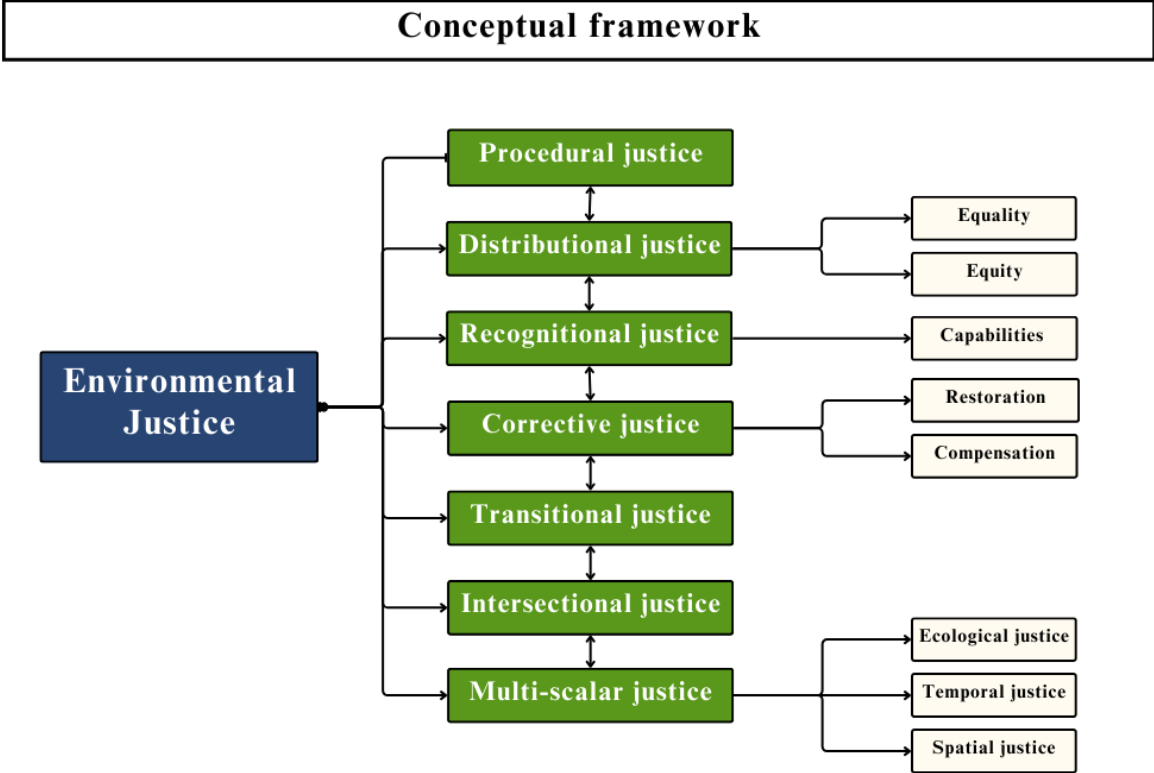 Conceptual framework
Environmental
Justice
Procedural justice
Distributional justice
Recognitional justice
Corrective justice
Transitional justice
Intersectional justice
Multi-scalar justice
Equality
Equity
Capabilities
Restoration
Compensation
Ecological justice
Temporal justice
Spatial justice